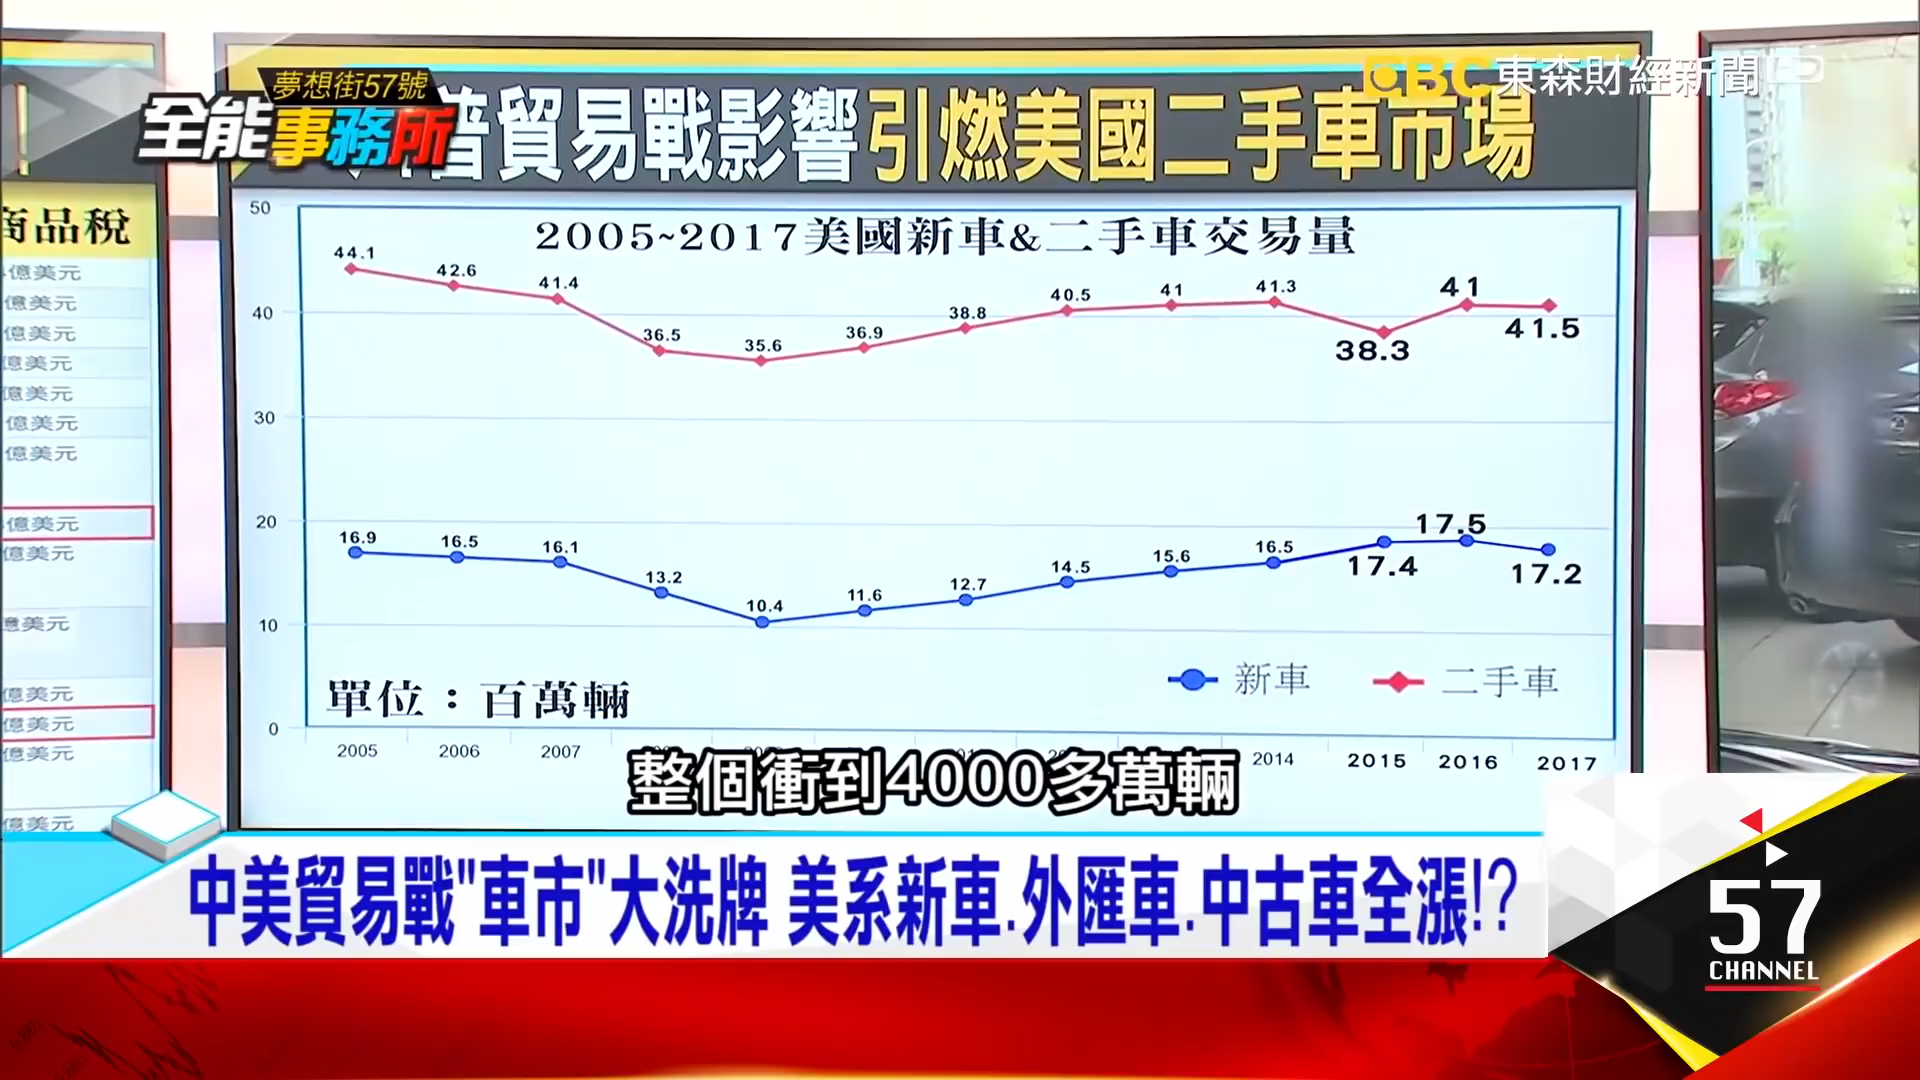 夢想街57號
全能事務所
EBC東森財經新聞
普貿易戰影響引燃美國二手車市場
商品稅
億美元
億美元
億美元
億美元
億美元
億美元
億美元
億美元
億美元
億美元
億美元
億美元
億美元
億美元
2005~2017美國新車&二手車交易量
50
40
30
20
10
0
44.1
42.6
41.4
36.5
35.6
36.9
38.8
40.5
41
41.3
38.3
41
41.5
16.9
16.5
16.1
13.2
10.4
11.6
12.7
14.5
15.6
16.5
17.4
17.5
17.2
單位：百萬輛
新車
二手車
2005
2006
2007
2014
2015
2016
2017
整個衝到4000多萬輛
中美貿易戰"車市"大洗牌 美系新車.外匯車.中古車全漲!?
57
CHANNEL